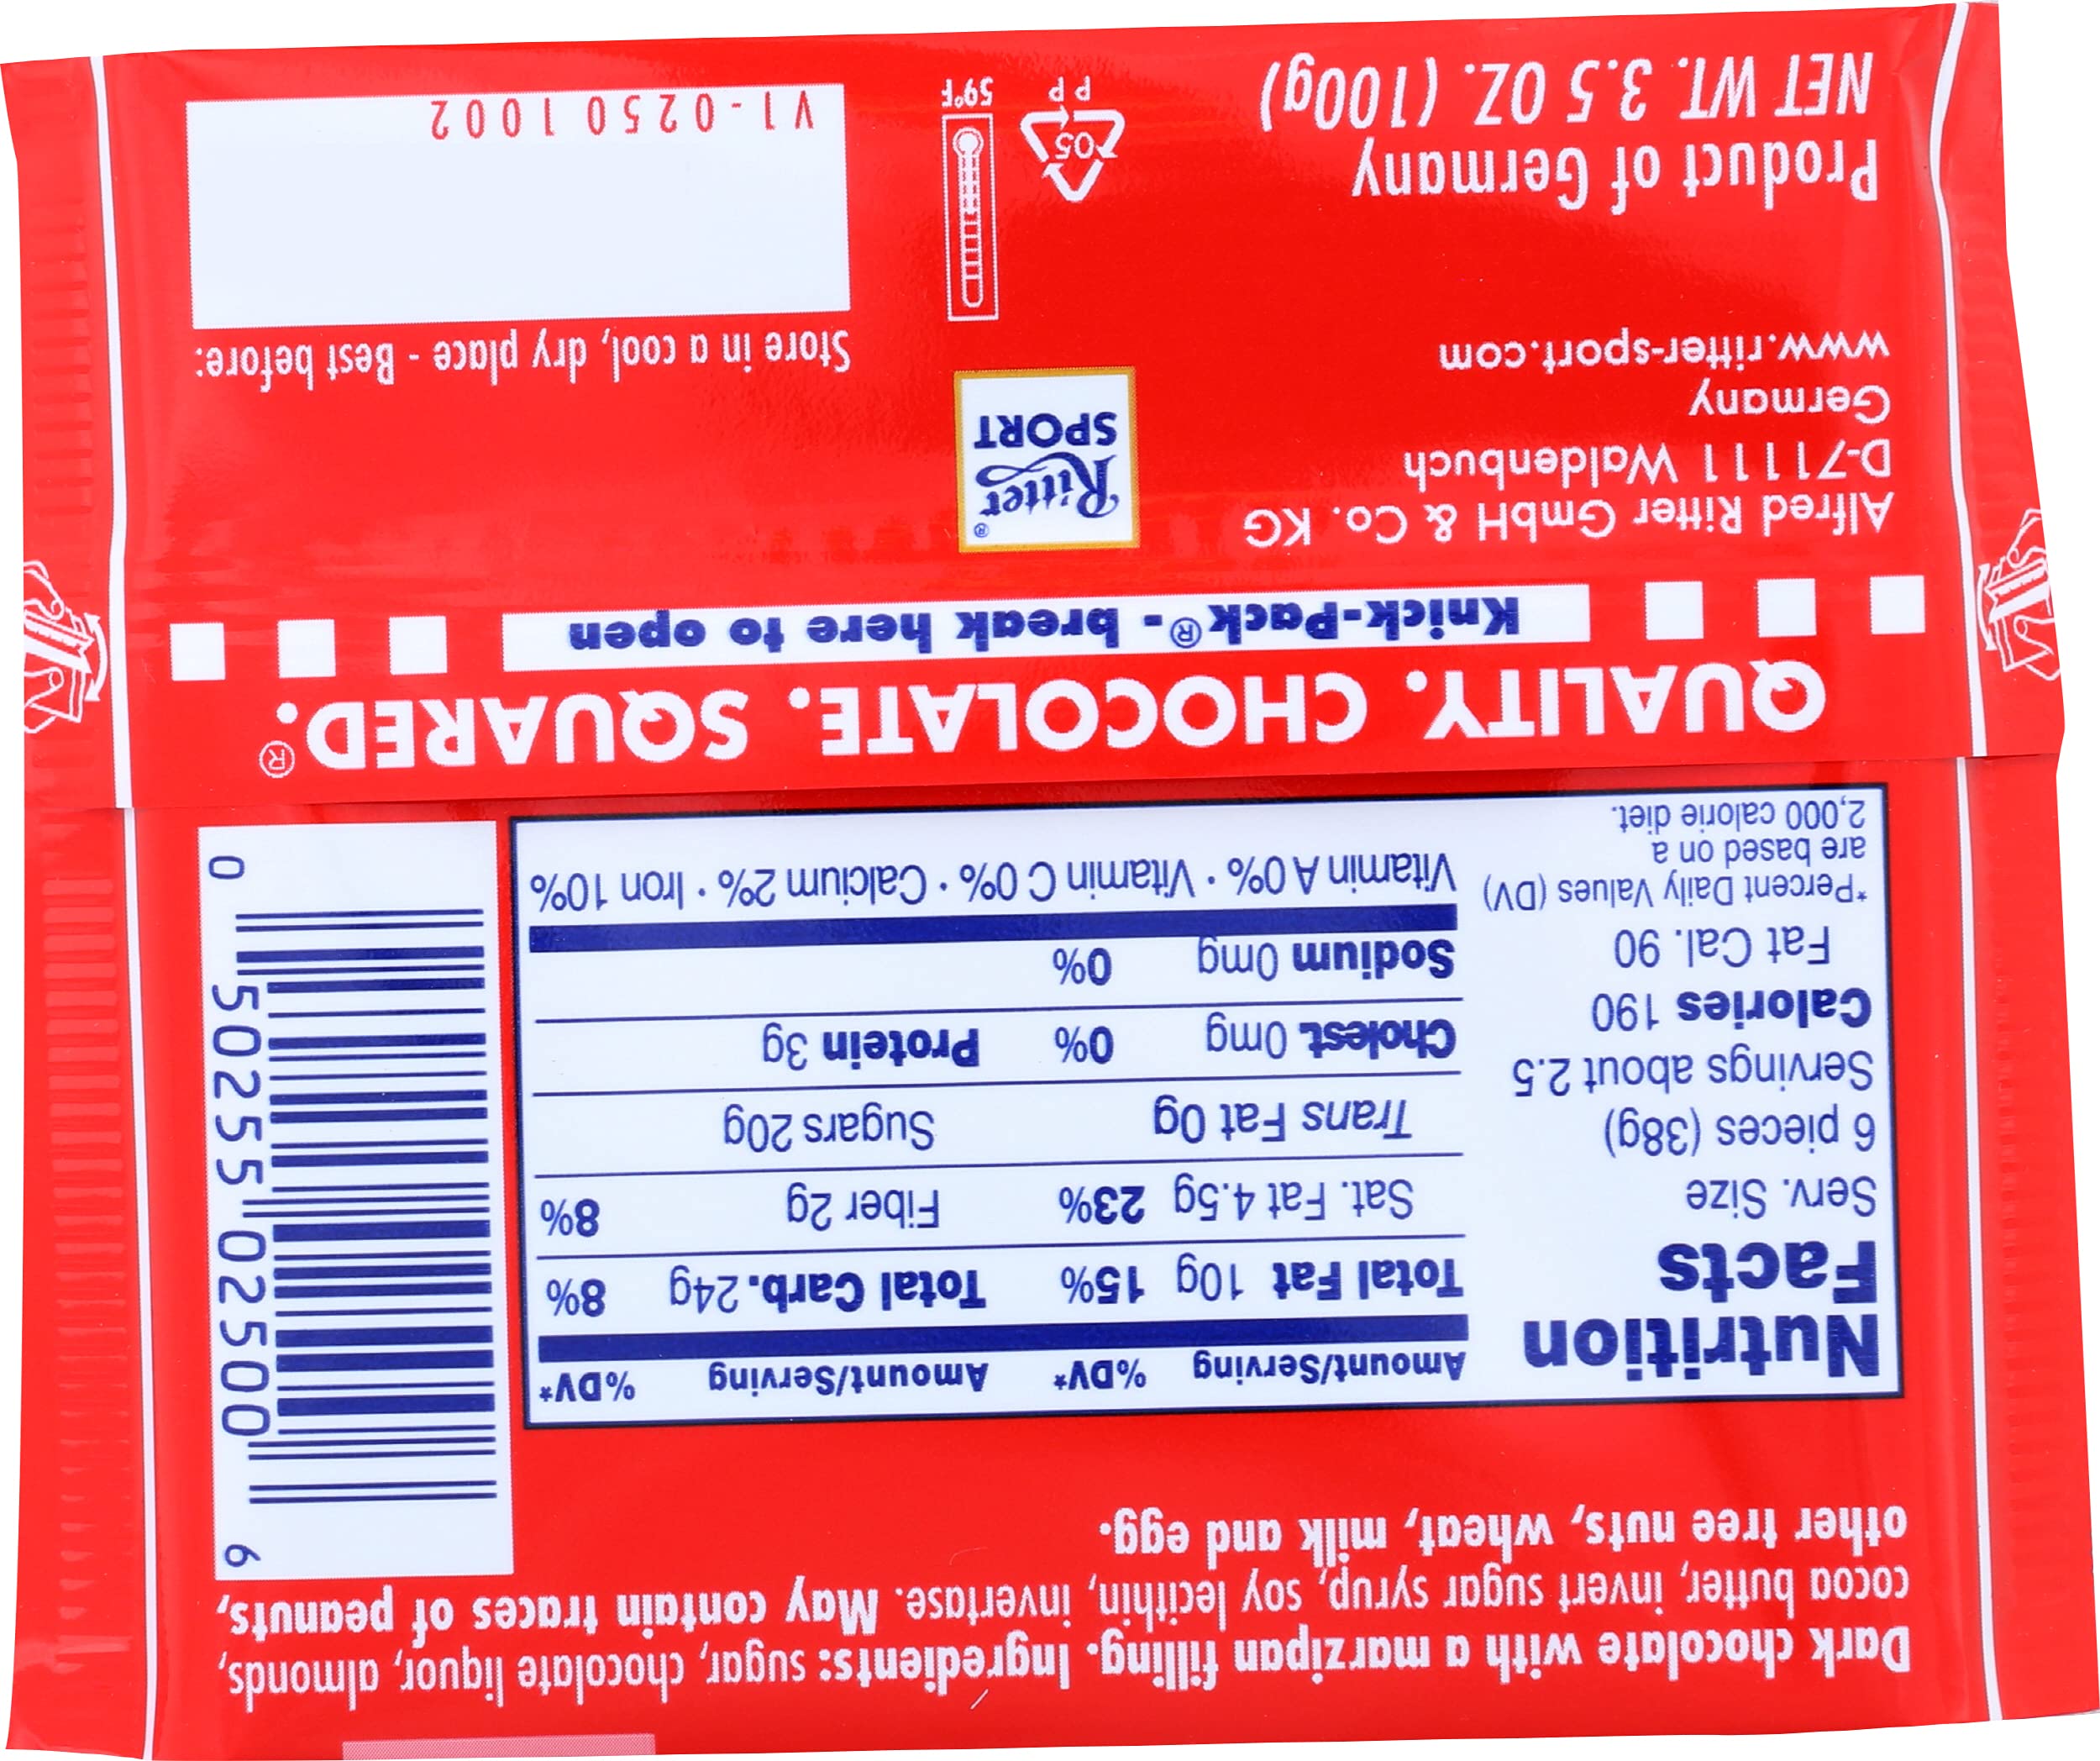 Dark chocolate with a marzipan filling. Ingredients: sugar, chocolate liquor, almonds,
cocoa butter, invert sugar syrup, soy lecithin, invertase. May contain traces of peanuts,
other tree nuts, wheat, milk and egg.
Nutrition
Facts
Serv. Size
6 pieces (38g)
Servings about 2.5
Calories 190
Fat Cal. 90
*Percent Daily Values (DV)
are based on a
2,000 calorie diet.
Amount/Serving %DV* Amount/Serving %DV*
Total Fat 10g 15% Total Carb. 24g 8%
Sat. Fat 4.5g 23% Fiber 2g 8%
Trans Fat 0g Sugars 20g
Cholest. 0mg 0% Protein 3g
Sodium 0mg 0%
Vitamin A 0% • Vitamin C 0% • Calcium 2% • Iron 10%
6 02500 50255 0
QUALITY. CHOCOLATE. SQUARED.®
Knick-Pack® - break here to open
Alfred Ritter GmbH & Co. KG
D-71111 Waldenbuch
Germany
www.ritter-sport.com
Ritter®
SPORT
Store in a cool, dry place - Best before:
V1-0250 1002
Product of Germany
NET WT. 3.5 OZ. (100g)
05
PP
59°F